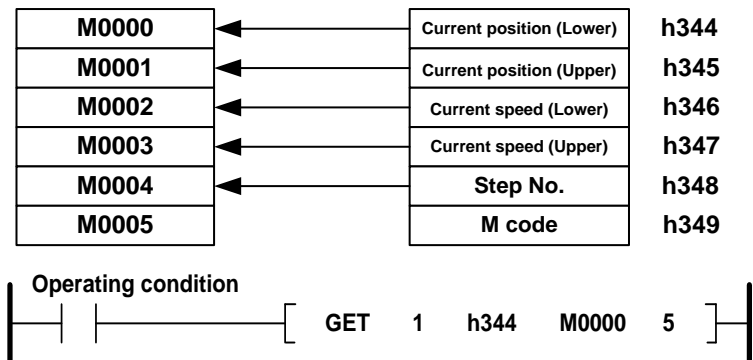 M0000 Current position (Lower) h344
M0001 Current position (Upper) h345
M0002 Current speed (Lower) h346
M0003 Current speed (Upper) h347
M0004 Step No. h348
M0005 M code h349
Operating condition
GET 1 h344 M0000 5